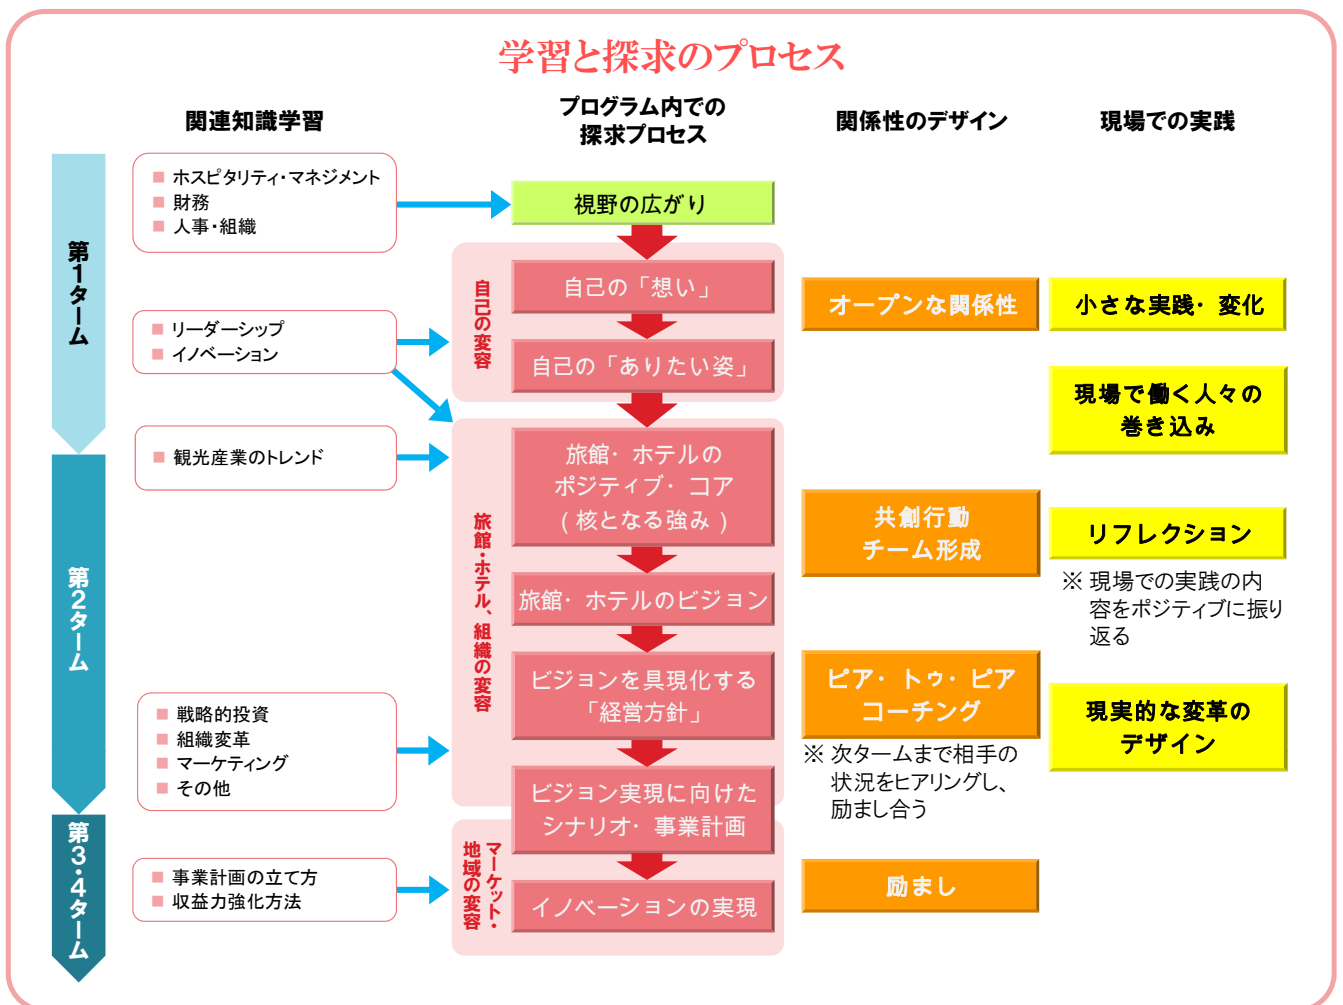 学習と探求のプロセス
関連知識学習
プログラム内での
探求プロセス
関係性のデザイン
現場での実践
第1ターム
第2ターム
第3・4ターム
■ ホスピタリティ・マネジメント
■ 財務
■ 人事・組織
■ リーダーシップ
■ イノベーション
■ 観光産業のトレンド
■ 戦略的投資
■ 組織変革
■ マーケティング
■ その他
■ 事業計画の立て方
■ 収益力強化方法
視野の広がり
自己の変容
自己の「想い」
自己の「ありたい姿」
旅館・ホテル、組織の変容
旅館・ホテルの
ポジティブ・コア
(核となる強み)
旅館・ホテルのビジョン
ビジョンを具現化する
「経営方針」
ビジョン実現に向けた
シナリオ・事業計画
マーケット・
地域の変容
イノベーションの実現
オープンな関係性
共創行動
チーム形成
ピア・トゥ・ピア
コーチング
※ 次タームまで相手の
状況をヒアリングし、
励まし合う
励まし
小さな実践・変化
現場で働く人々の
巻き込み
リフレクション
※ 現場での実践の内
容をポジティブに振り
返る
現実的な変革の
デザイン